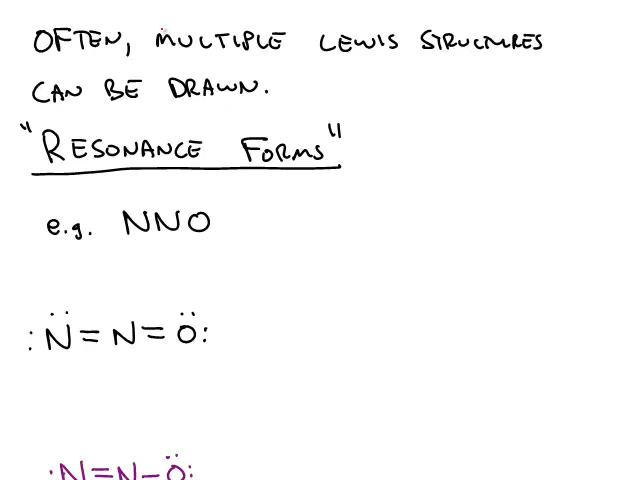 OFTEN, MULTIPLE LEWIS STRUCTURES
CAN BE DRAWN.
"RESONANCE FORMS"
e.g. NNO
:N̈=N=Ö:
:N=N-Ö: